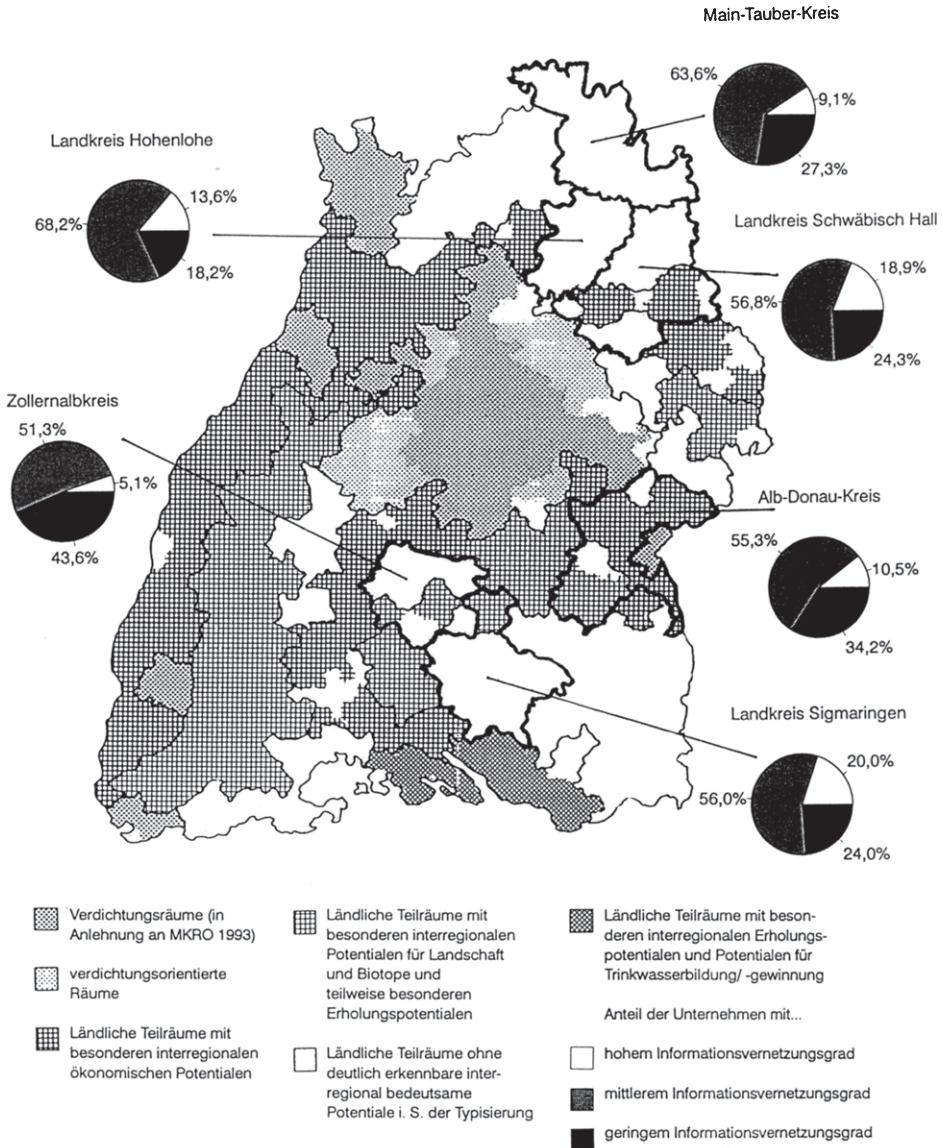 Main-Tauber-Kreis
63,6%
9,1%
27,3%
Landkreis Hohenlohe
13,6%
68,2%
18,2%
Landkreis Schwäbisch Hall
18,9%
56,8%
24,3%
Zollernalbkreis
51,3%
5,1%
43,6%
Alb-Donau-Kreis
55,3%
10,5%
34,2%
Landkreis Sigmaringen
20,0%
56,0%
24,0%
Verdichtungsräume (in
Anlehnung an MKRO 1993)
verdichtungsorientierte
Räume
Ländliche Teilräume mit
besonderen interregionalen
ökonomischen Potentialen
Ländliche Teilräume mit
besonderen interregionalen
Potentialen für Landschaft
und Biotope und
teilweise besonderen
Erholungspotentialen
Ländliche Teilräume ohne
deutlich erkennbare inter-
regional bedeutsame
Potentiale i. S. der Typisierung
Ländliche Teilräume mit beson-
deren interregionalen Erholungs-
potentialen und Potentialen für
Trinkwasserbildung/ -gewinnung
Anteil der Unternehmen mit...
hohem Informationsvernetzungsgrad
mittlerem Informationsvernetzungsgrad
geringem Informationsvernetzungsgrad